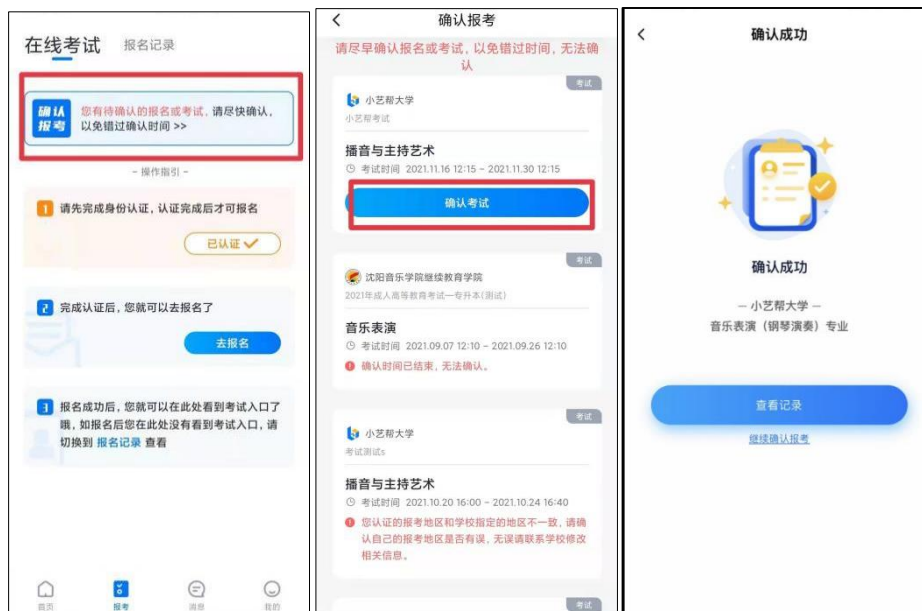 在线考试 报名记录
确认
报考
您有待确认的报名或考试，请尽快确认，
以免错过确认时间 >>
- 操作指引 -
1 请先完成身份认证，认证完成后才可报名
已认证
2 完成认证后，您就可以去报名了
去报名
3 报名成功后，您就可以在此处看到考试入口了
哦，如报名后您在此处没有看到考试入口，请
切换到 报名记录 查看
首页 报考 消息 我的
确认报考
请尽早确认报名或考试，以免错过时间，无法确
认
考试
小艺帮大学
小艺帮考试
播音与主持艺术
考试时间 2021.11.16 12:15 - 2021.11.30 12:15
确认考试
考试
沈阳音乐学院继续教育学院
2021年成人高等教育考试—专升本(测试)
音乐表演
考试时间 2021.09.07 12:10 - 2021.09.26 12:10
确认时间已结束，无法确认。
考试
小艺帮大学
考试测试s
播音与主持艺术
考试时间 2021.10.20 16:00 - 2021.10.24 16:40
您认证的报考地区和学校指定的地区不一致，请确
认自己的报考地区是否有误，无误请联系学校修改
相关信息。
考试
确认成功
确认成功
— 小艺帮大学 —
音乐表演（钢琴演奏）专业
查看记录
继续确认报考